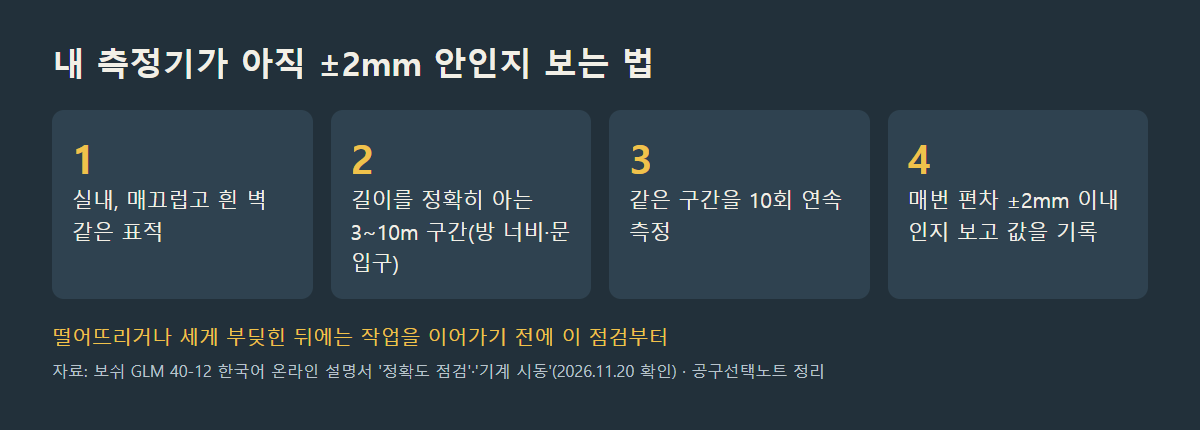 내 측정기가 아직 ±2mm 안인지 보는 법
1
실내, 매끄럽고 흰 벽
같은 표적
2
길이를 정확히 아는
3~10m 구간(방 너비·문
입구)
3
같은 구간을 10회 연속
측정
4
매번 편차 ±2mm 이내
인지 보고 값을 기록
떨어뜨리거나 세게 부딪힌 뒤에는 작업을 이어가기 전에 이 점검부터
자료: 보쉬 GLM 40-12 한국어 온라인 설명서 '정확도 점검'·'기계 시동'(2026.11.20 확인) · 공구선택노트 정리